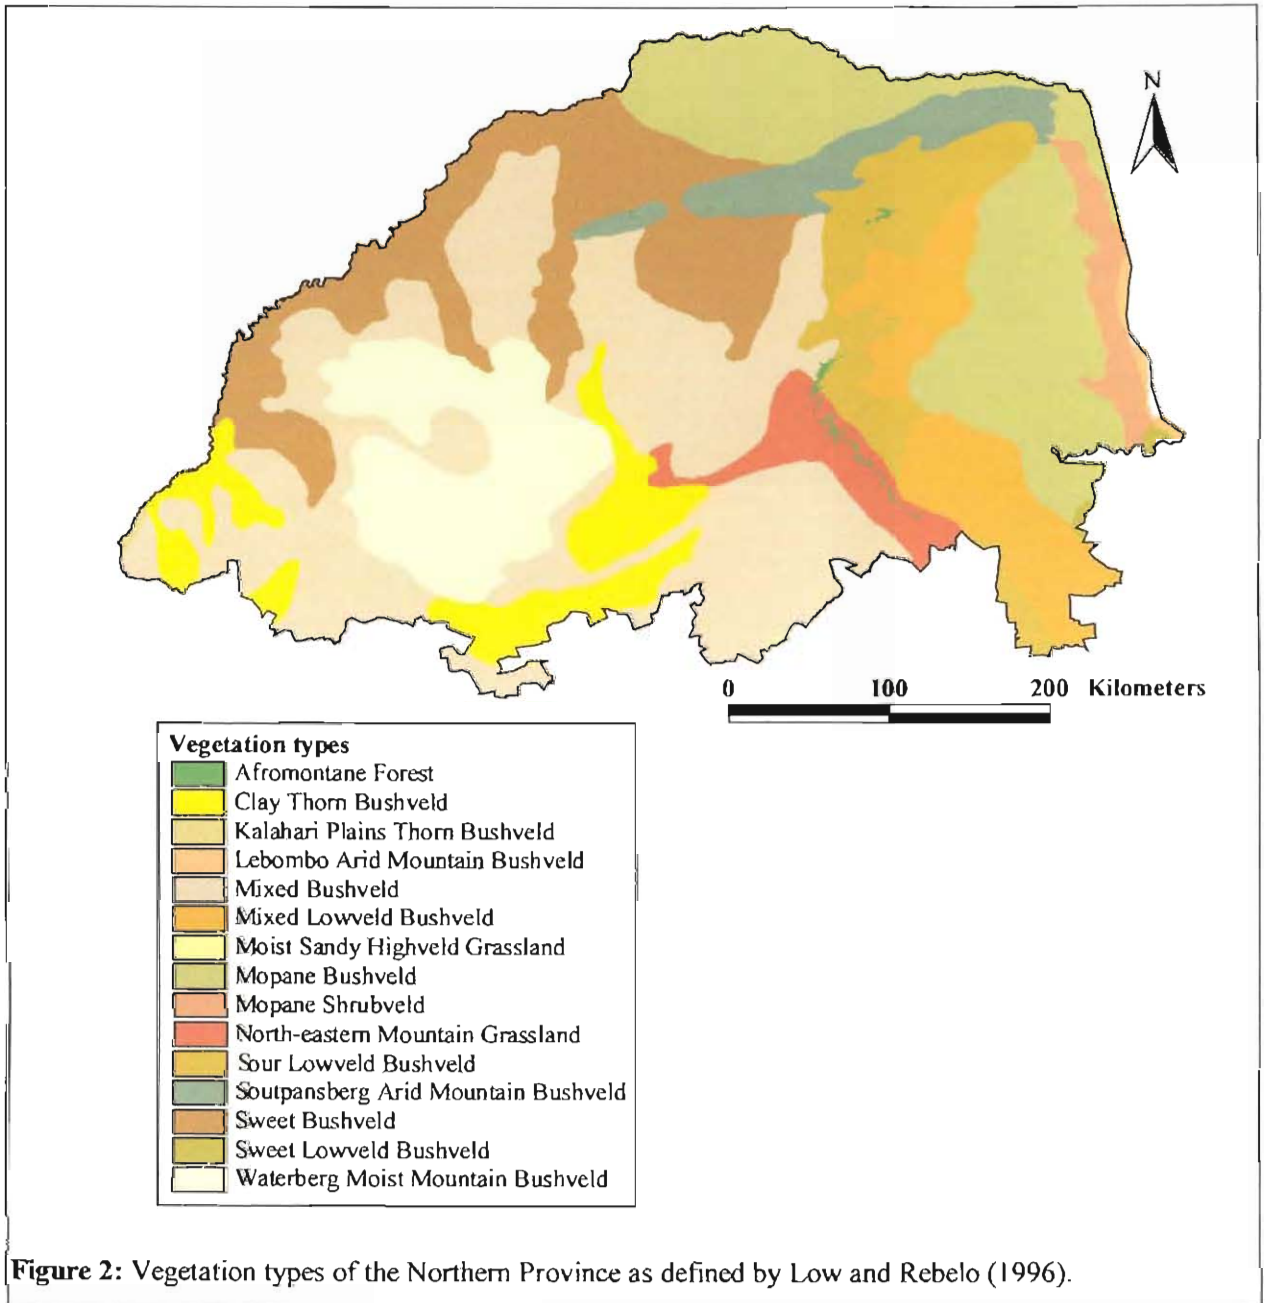 N
0 100 200 Kilometers
Vegetation types
Afromontane Forest
Clay Thorn Bushveld
Kalahari Plains Thorn Bushveld
Lebombo Arid Mountain Bushveld
Mixed Bushveld
Mixed Lowveld Bushveld
Moist Sandy Highveld Grassland
Mopane Bushveld
Mopane Shrubveld
North-eastern Mountain Grassland
Sour Lowveld Bushveld
Soutpansberg Arid Mountain Bushveld
Sweet Bushveld
Sweet Lowveld Bushveld
Waterberg Moist Mountain Bushveld
Figure 2: Vegetation types of the Northern Province as defined by Low and Rebelo (1996).